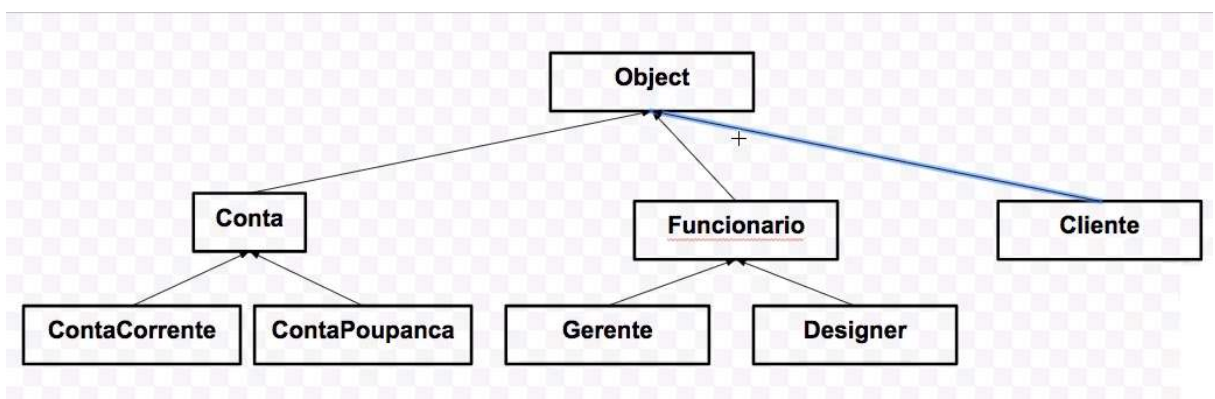 Object
Conta
Funcionario
Cliente
ContaCorrente
ContaPoupanca
Gerente
Designer